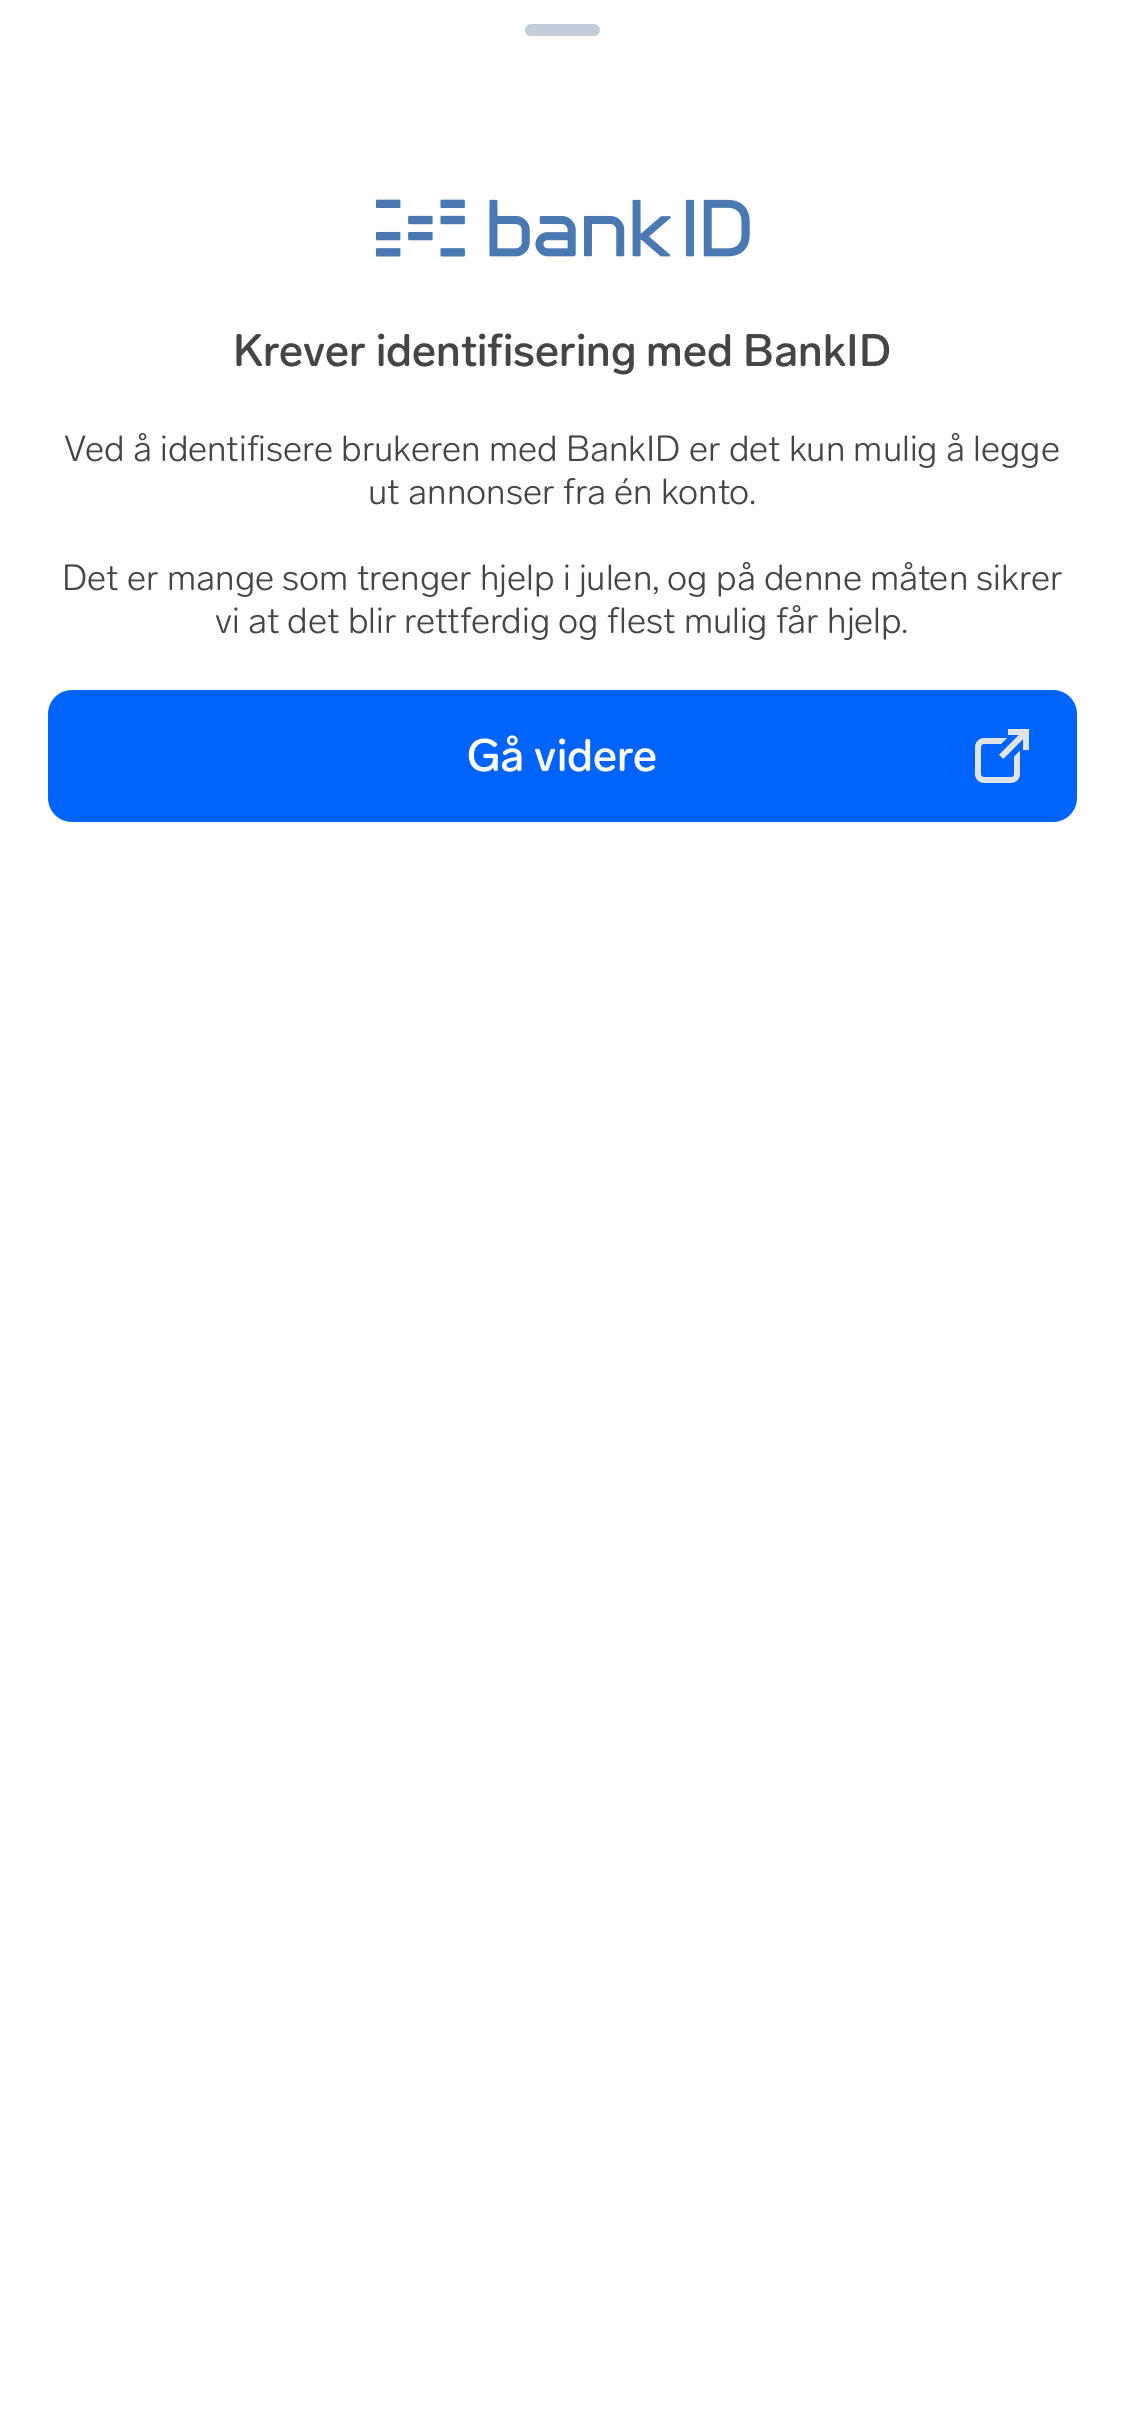 bankID
Krever identifisering med BankID
Ved å identifisere brukeren med BankID er det kun mulig å legge
ut annonser fra én konto.
Det er mange som trenger hjelp i julen, og på denne måten sikrer
vi at det blir rettferdig og flest mulig får hjelp.
Gå videre